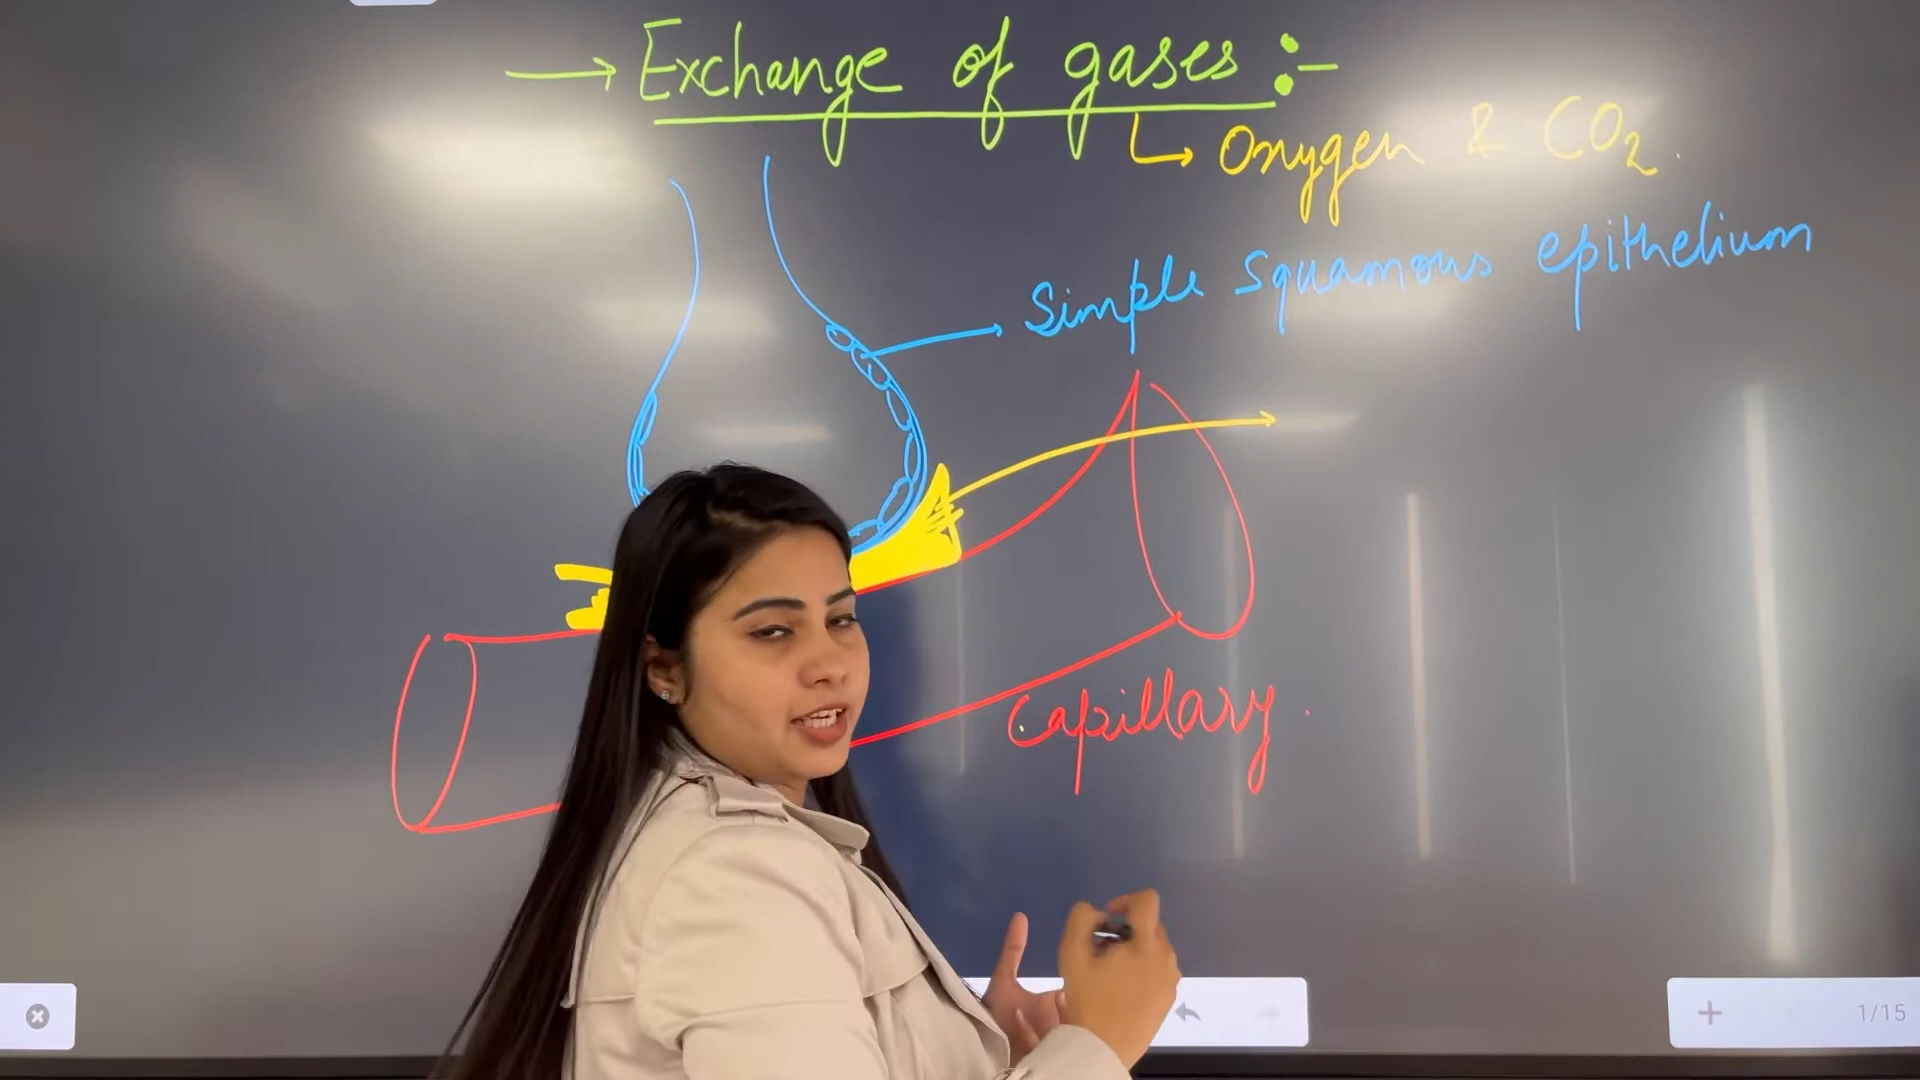 → Exchange of gases :-
↳ Oxygen & CO2.
Simple Squamous epithelium
Capillary.
1/15